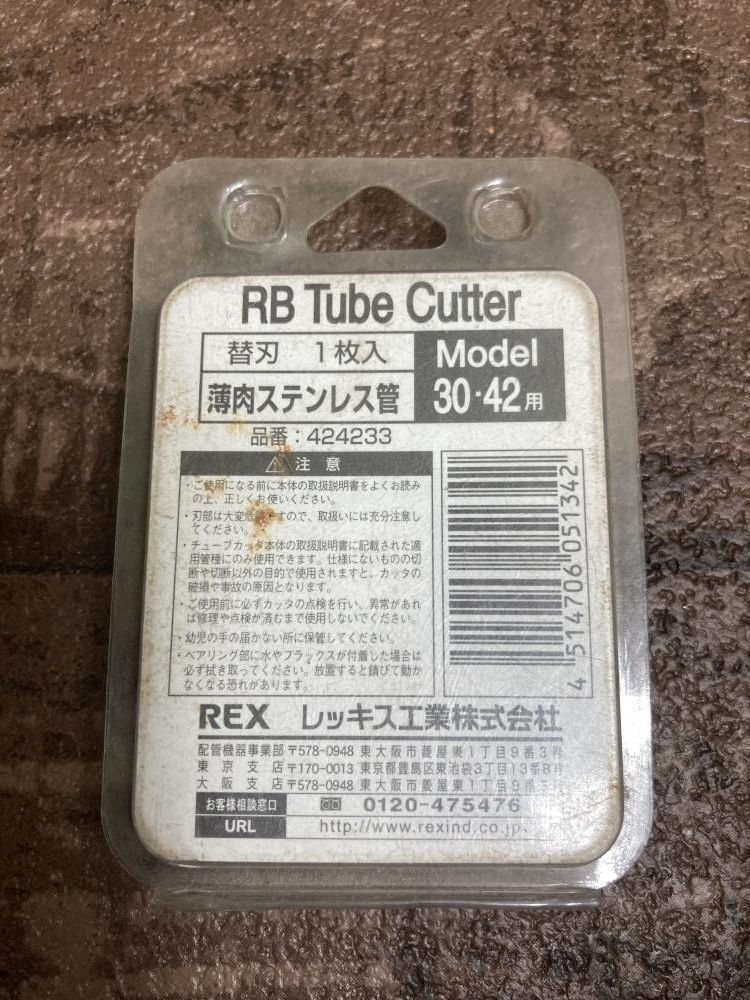 RB Tube Cutter
替刃 1枚入
薄肉ステンレス管
Model
30・42用
品番：424233
⚠ 注意
・ご使用になる前に本体の取扱説明書をよくお読み
の上、正しくお使いください。
・刃部は大変危険ですので、取扱いには充分注意し
てください。
・チューブカッタ本体の取扱説明書に記載された適
用管種にのみ使用できます。仕様にないものの切
断や切断以外の目的で使用されますと、カッタの
破損や事故の原因となります。
・ご使用前に必ずカッタの点検を行い、異常があれ
ば修理や点検が済むまで使用しないでください。
・幼児の手の届かない所に保管してください。
・ベアリング部に水やフラックスが付着した場合は
必ず拭き取ってください。放置すると錆びて動か
なくなる恐れがあります。
4 514706 051342
REX レッキス工業株式会社
配管機器事業部 〒578-0948 東大阪市菱屋東1丁目9番3号
東京支店 〒170-0013 東京都豊島区東池袋3丁目13番8号
大阪支店 〒578-0948 東大阪市菱屋東1丁目9番3号
お客様相談窓口 0120-475476
URL http://www.rexind.co.jp